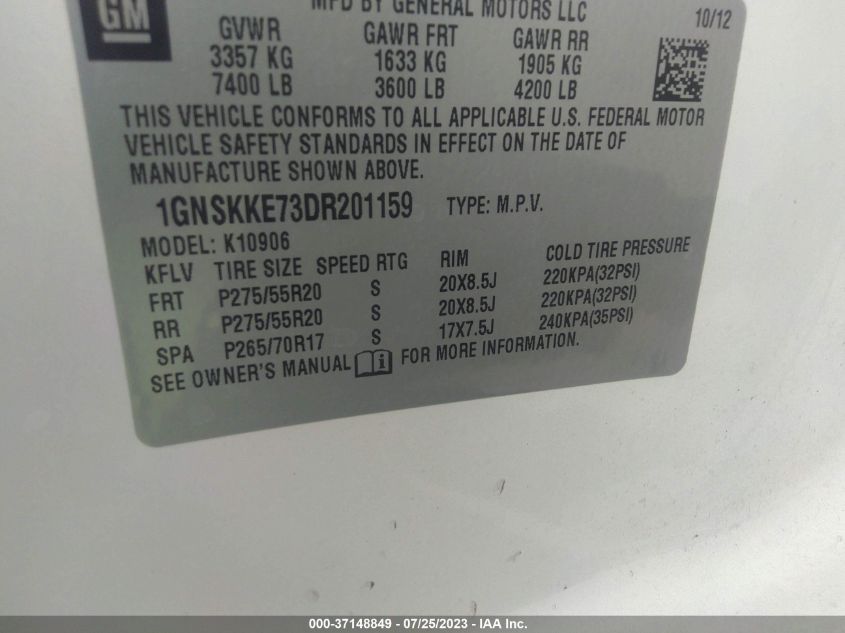 GM
MFD BY GENERAL MOTORS LLC
10/12
GVWR GAWR FRT GAWR RR
3357 KG 1633 KG 1905 KG
7400 LB 3600 LB 4200 LB
THIS VEHICLE CONFORMS TO ALL APPLICABLE U.S. FEDERAL MOTOR
VEHICLE SAFETY STANDARDS IN EFFECT ON THE DATE OF
MANUFACTURE SHOWN ABOVE.
1GNSKKE73DR201159 TYPE: M.P.V.
MODEL: K10906
KFLV TIRE SIZE SPEED RTG RIM COLD TIRE PRESSURE
FRT P275/55R20 S 20X8.5J 220KPA(32PSI)
RR P275/55R20 S 20X8.5J 220KPA(32PSI)
SPA P265/70R17 S 17X7.5J 240KPA(35PSI)
SEE OWNER'S MANUAL i FOR MORE INFORMATION.
000-37148849 - 07/25/2023 - IAA Inc.